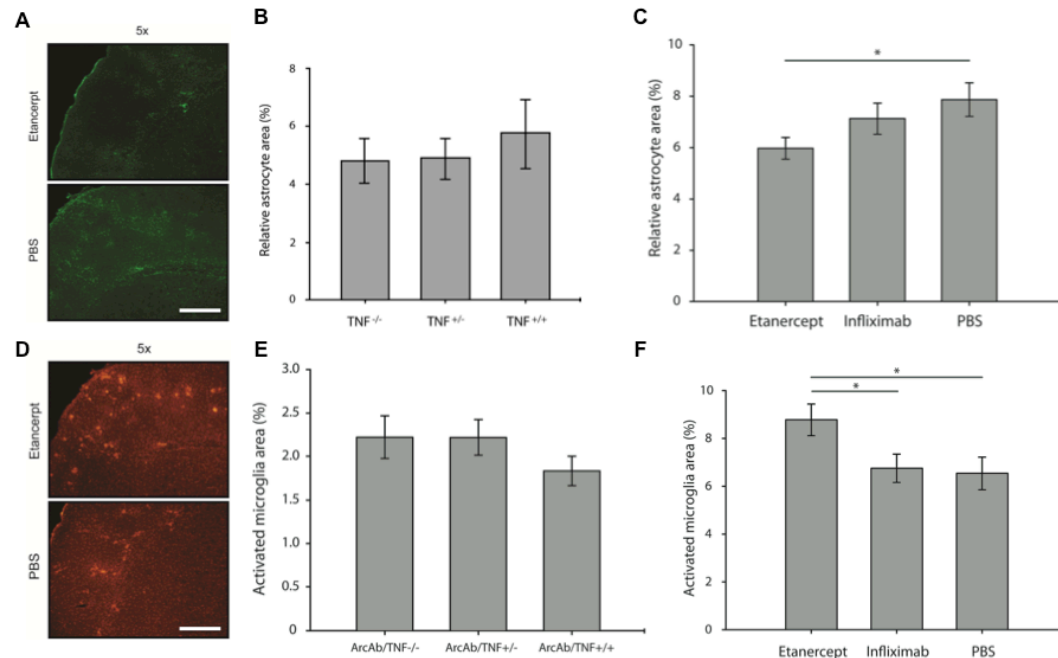 A
5x
Etancerpt
PBS
B
Relative astrocyte area (%)
8
6
4
2
0
TNF -/-
TNF +/-
TNF +/+
C
Relative astrocyte area (%)
10
8
6
4
2
0
*
Etanercept
Infliximab
PBS
D
5x
Etancerpt
PBS
E
Activated microglia area (%)
3.0
2.5
2.0
1.5
1.0
0.5
0
ArcAb/TNF-/-
ArcAb/TNF+/-
ArcAb/TNF+/+
F
Activated microglia area (%)
10
8
6
4
2
0
*
*
Etanercept
Infliximab
PBS